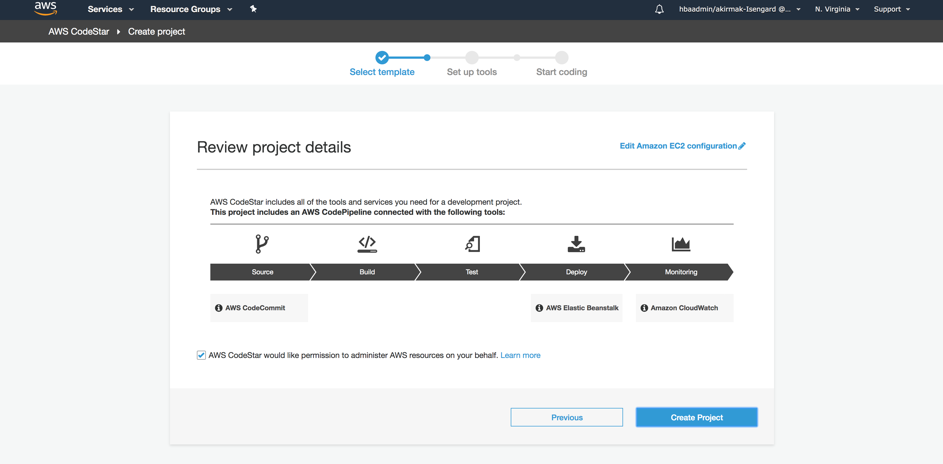 aws
Services
Resource Groups
hbaadmin/akirmak-Isengard @...
N. Virginia
Support
AWS CodeStar
Create project
Select template
Set up tools
Start coding
Review project details
Edit Amazon EC2 configuration
AWS CodeStar includes all of the tools and services you need for a development project.
This project includes an AWS CodePipeline connected with the following tools:
Source
Build
Test
Deploy
Monitoring
AWS CodeCommit
AWS Elastic Beanstalk
Amazon CloudWatch
AWS CodeStar would like permission to administer AWS resources on your behalf. Learn more
Previous
Create Project